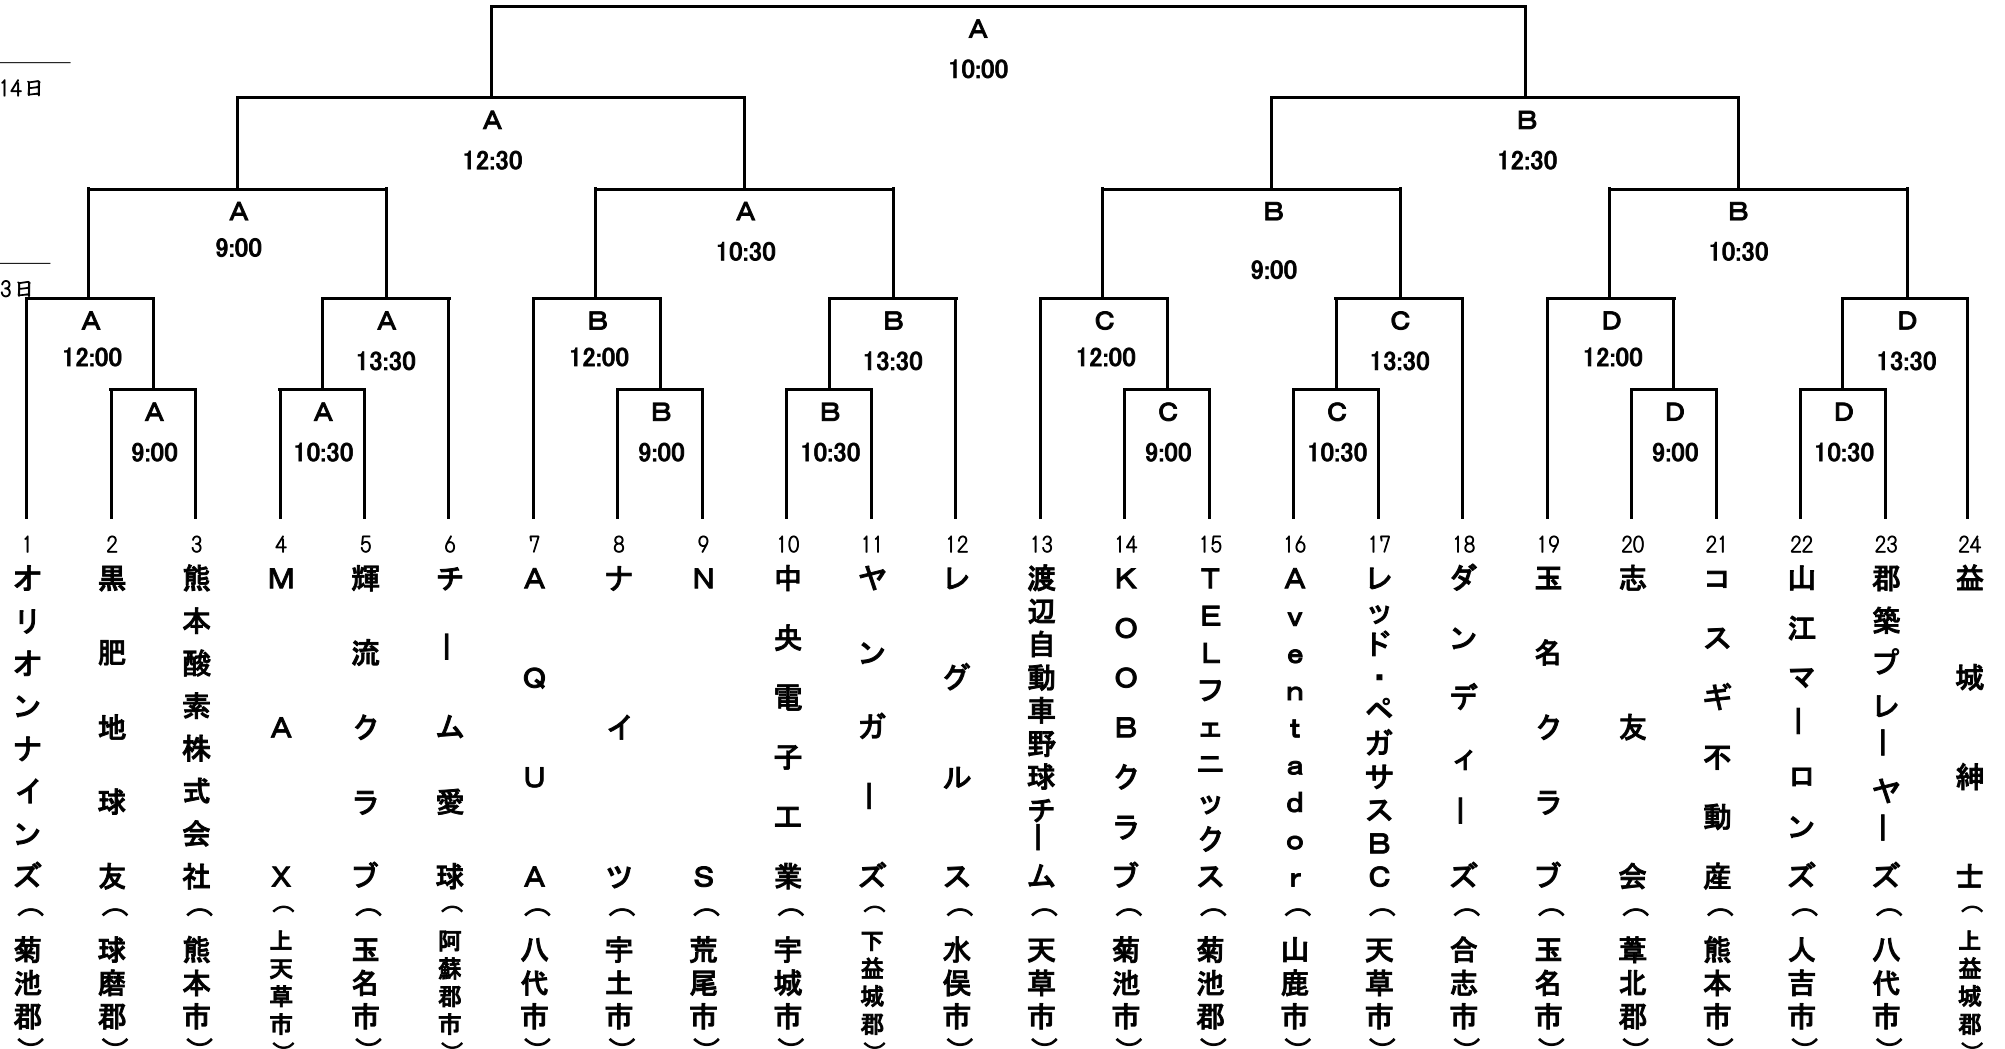 A
10:00
14日
A
B
12:30
12:30
A
A
B
B
9:00
10:30
9:00
10:30
3日
A
A
B
B
C
C
D
D
12:00
13:30
12:00
13:30
12:00
13:30
12:00
13:30
A
A
B
B
C
C
D
D
9:00
10:30
9:00
10:30
9:00
10:30
9:00
10:30
1 オリオンナインズ（菊池郡）
2 黒肥地球友（球磨郡）
3 熊本酸素株式会社（熊本市）
4 MAX（上天草市）
5 輝流クラブ（玉名市）
6 チーム愛球（阿蘇郡市）
7 AQUA（八代市）
8 ナイツ（宇土市）
9 NS（荒尾市）
10 中央電子工業（宇城市）
11 ヤンガーズ（下益城郡）
12 レグルス（水俣市）
13 渡辺自動車野球チーム（天草市）
14 KOOBクラブ（菊池市）
15 TELフェニックス（菊池郡）
16 Aventador（山鹿市）
17 レッド・ペガサスBC（天草市）
18 ダンディーズ（合志市）
19 玉名クラブ（玉名市）
20 志友会（葦北郡）
21 コスギ不動産（熊本市）
22 山江マーロンズ（人吉市）
23 郡築プレーヤーズ（八代市）
24 益城紳士（上益城郡）